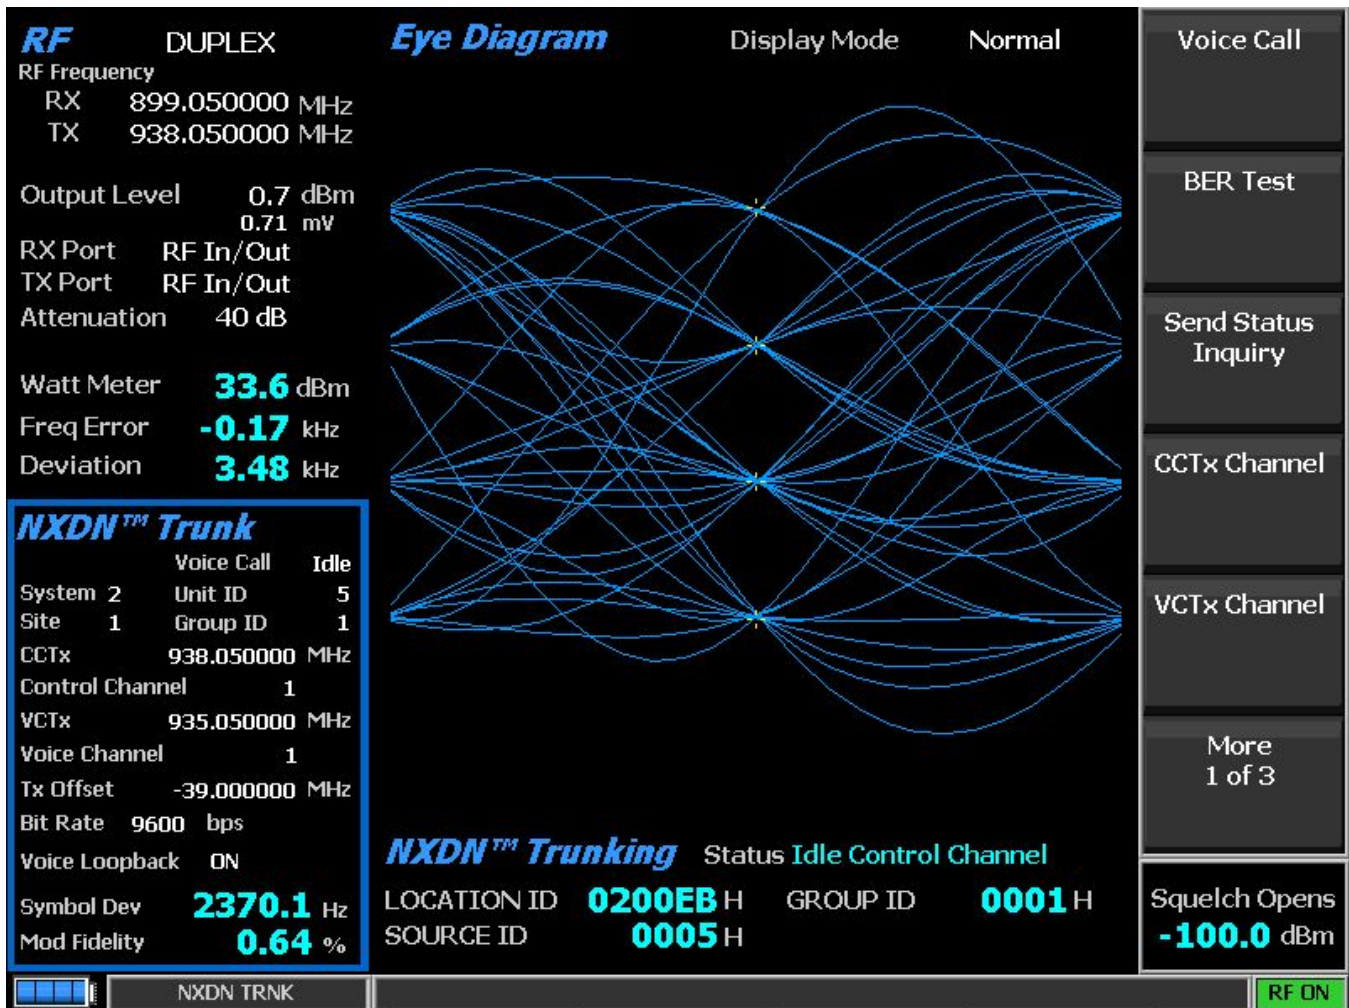 RF DUPLEX
RF Frequency
RX 899.050000 MHz
TX 938.050000 MHz
Output Level 0.7 dBm
0.71 mV
RX Port RF In/Out
TX Port RF In/Out
Attenuation 40 dB
Watt Meter 33.6 dBm
Freq Error -0.17 kHz
Deviation 3.48 kHz
NXDN™ Trunk
Voice Call Idle
System 2 Unit ID 5
Site 1 Group ID 1
CCTx 938.050000 MHz
Control Channel 1
VCTx 935.050000 MHz
Voice Channel 1
Tx Offset -39.000000 MHz
Bit Rate 9600 bps
Voice Loopback ON
Symbol Dev 2370.1 Hz
Mod Fidelity 0.64 %
Eye Diagram Display Mode Normal
NXDN™ Trunking Status Idle Control Channel
LOCATION ID 0200EB H GROUP ID 0001 H
SOURCE ID 0005 H
Voice Call
BER Test
Send Status
Inquiry
CCTx Channel
VCTx Channel
More
1 of 3
Squelch Opens
-100.0 dBm
NXDN TRNK
RF ON